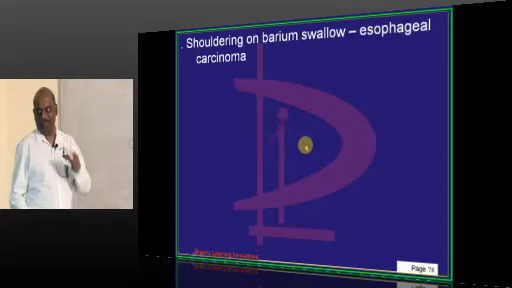 . Shouldering on barium swallow – esophageal
carcinoma
Page 78